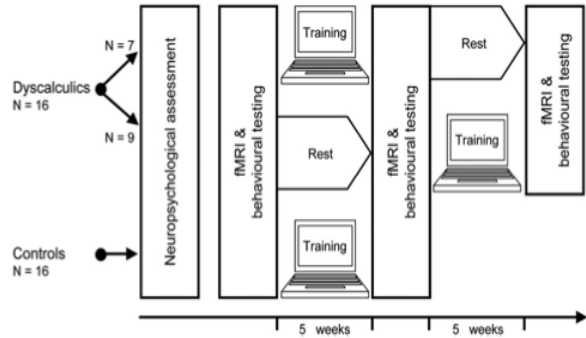 N = 7
Dyscalculics
N = 16
N = 9
Controls
N = 16
Neuropsychological assessment
fMRI &
behavioural testing
Training
Rest
Training
fMRI &
behavioural testing
Rest
Training
fMRI &
behavioural testing
5 weeks
5 weeks